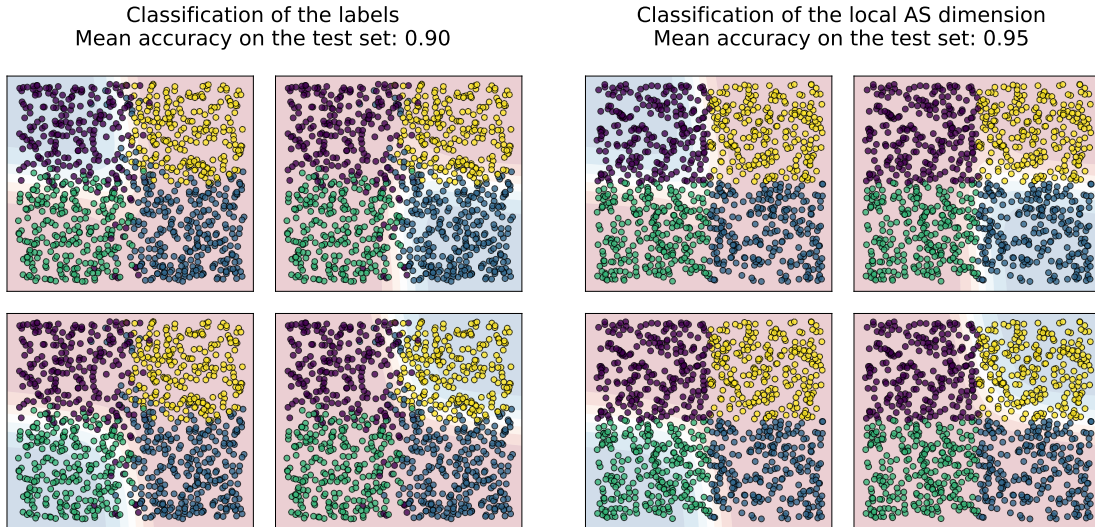 Classification of the labels
Mean accuracy on the test set: 0.90
Classification of the local AS dimension
Mean accuracy on the test set: 0.95